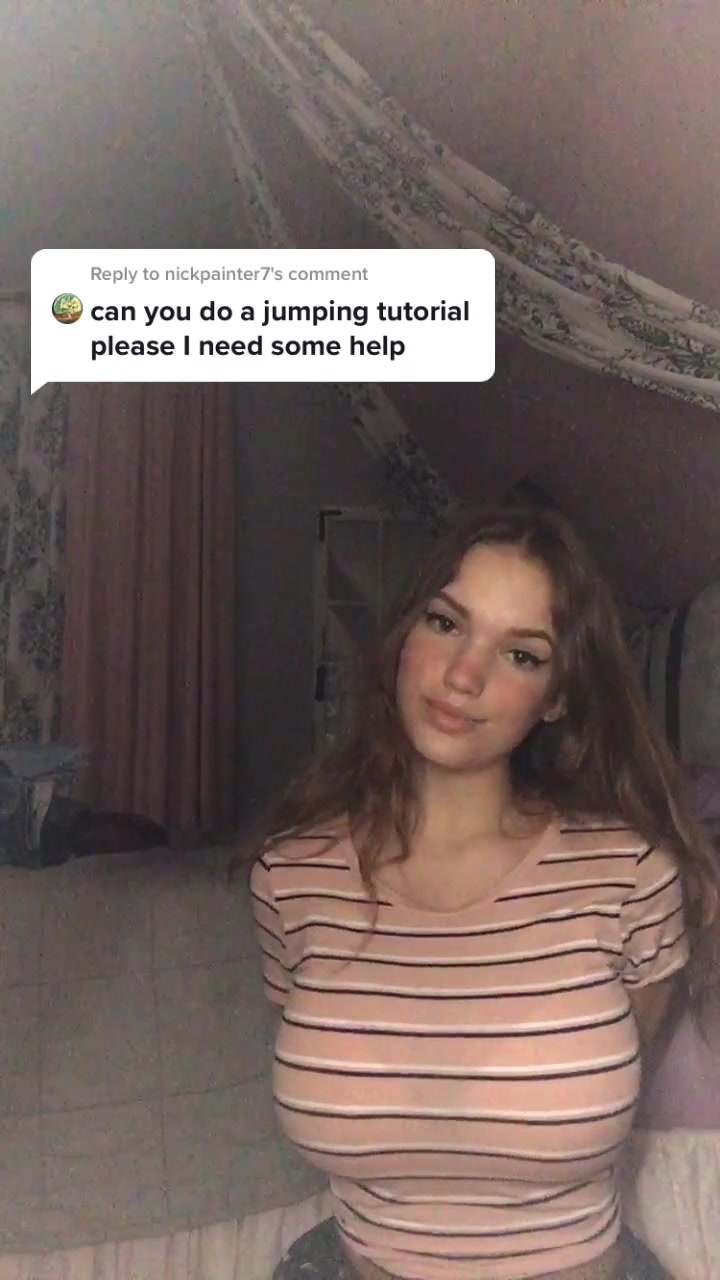 Reply to nickpainter7's comment
can you do a jumping tutorial
please I need some help